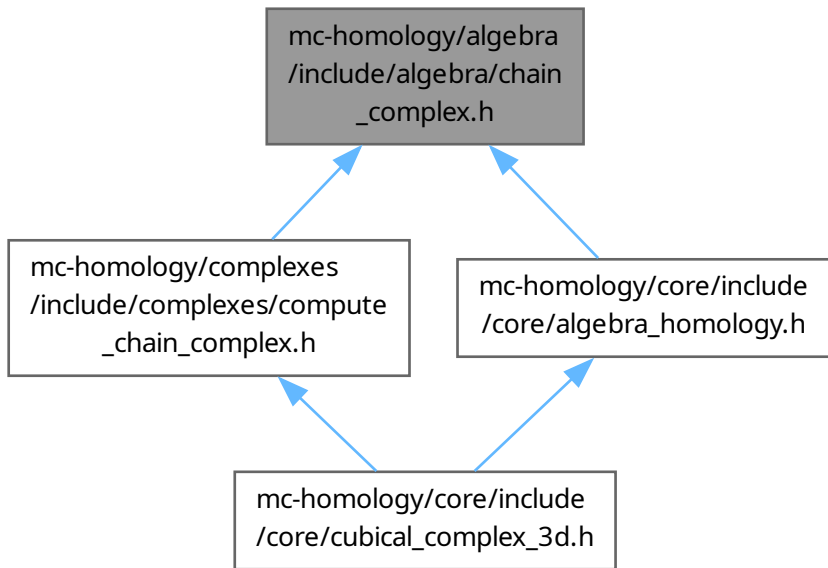 mc-homology/algebra
/include/algebra/chain
_complex.h
mc-homology/complexes
/include/complexes/compute
_chain_complex.h
mc-homology/core/include
/core/algebra_homology.h
mc-homology/core/include
/core/cubical_complex_3d.h